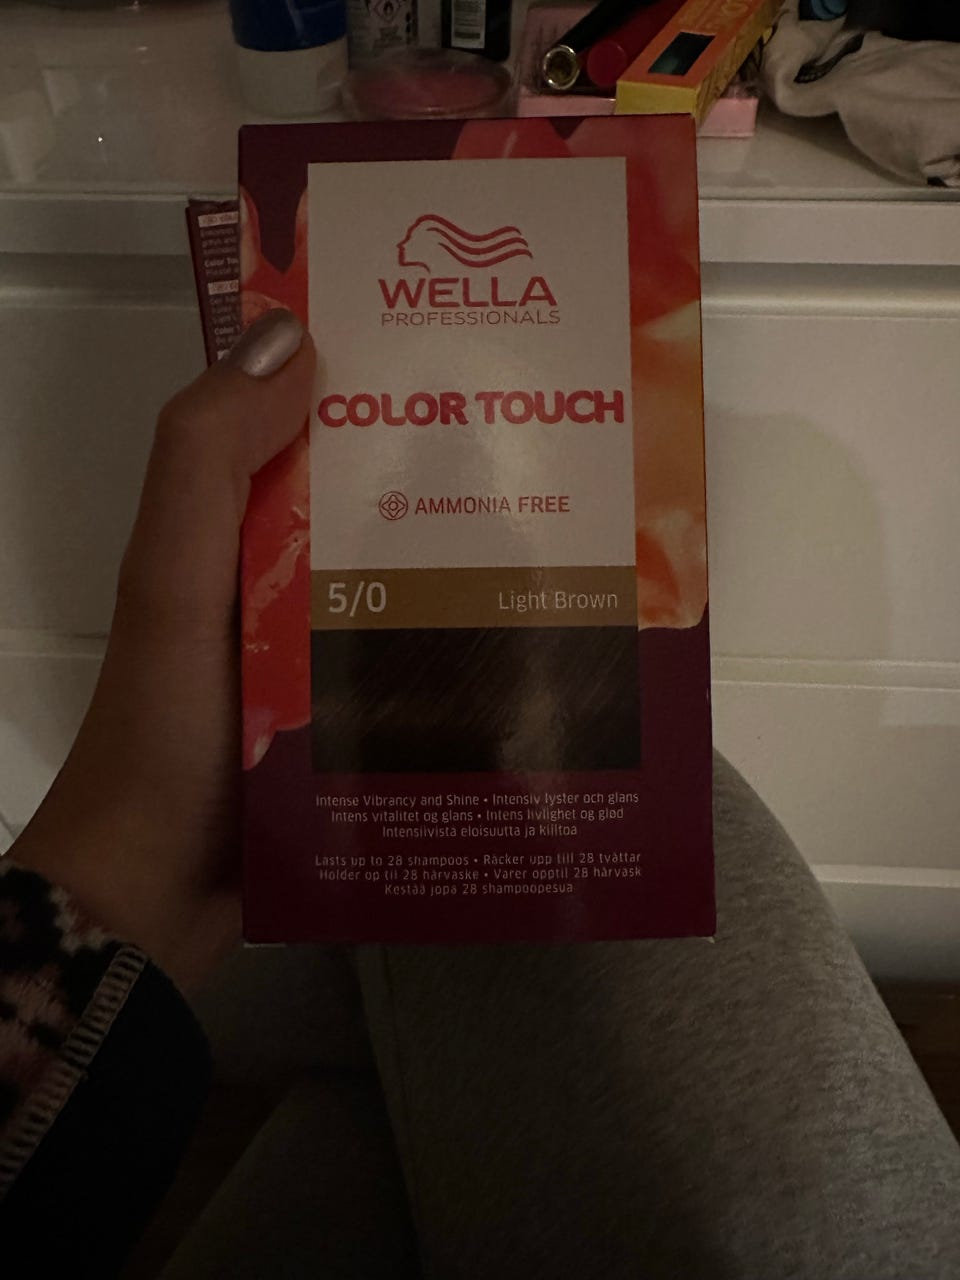 WELLA
PROFESSIONALS
COLOR TOUCH
AMMONIA FREE
5/0 Light Brown
Intense Vibrancy and Shine • Intensiv lyster och glans
Intens vitalitet og glans • Intens livlighet og glød
Intensiivista eloisuutta ja kiiltoa
Lasts up to 28 shampoos • Räcker upp till 28 tvättar
Holder op til 28 hårvaske • Varer opptil 28 hårvask
Kestää jopa 28 shampoopesua
Color Tou